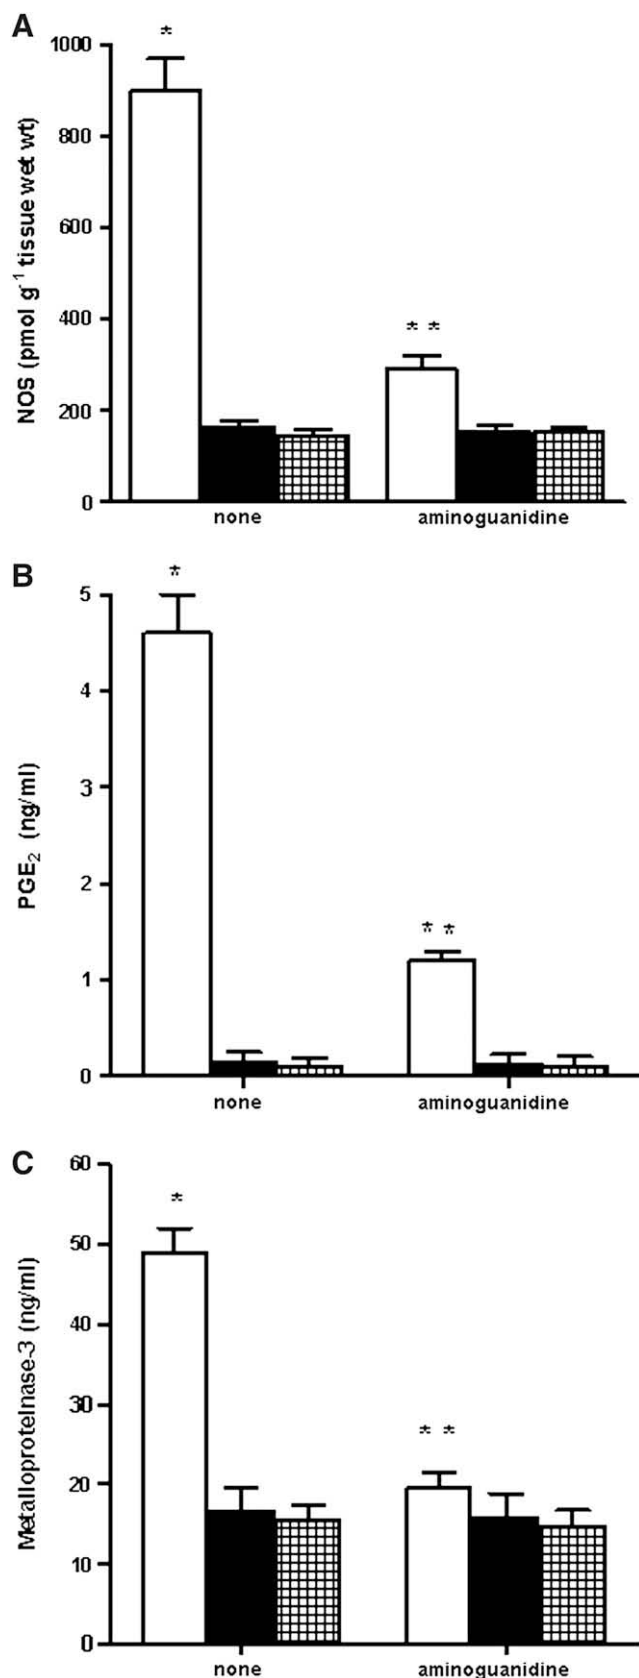 A
1000
*
800
600
400
200
0
NOS (pmol g⁻¹ tissue wet wt)
* *
none
aminoguanidine
B
5
*
4
3
2
1
0
PGE₂ (ng/ml)
* *
none
aminoguanidine
C
60
*
50
40
30
20
10
0
Metalloproteinase-3 (ng/ml)
* *
none
aminoguanidine